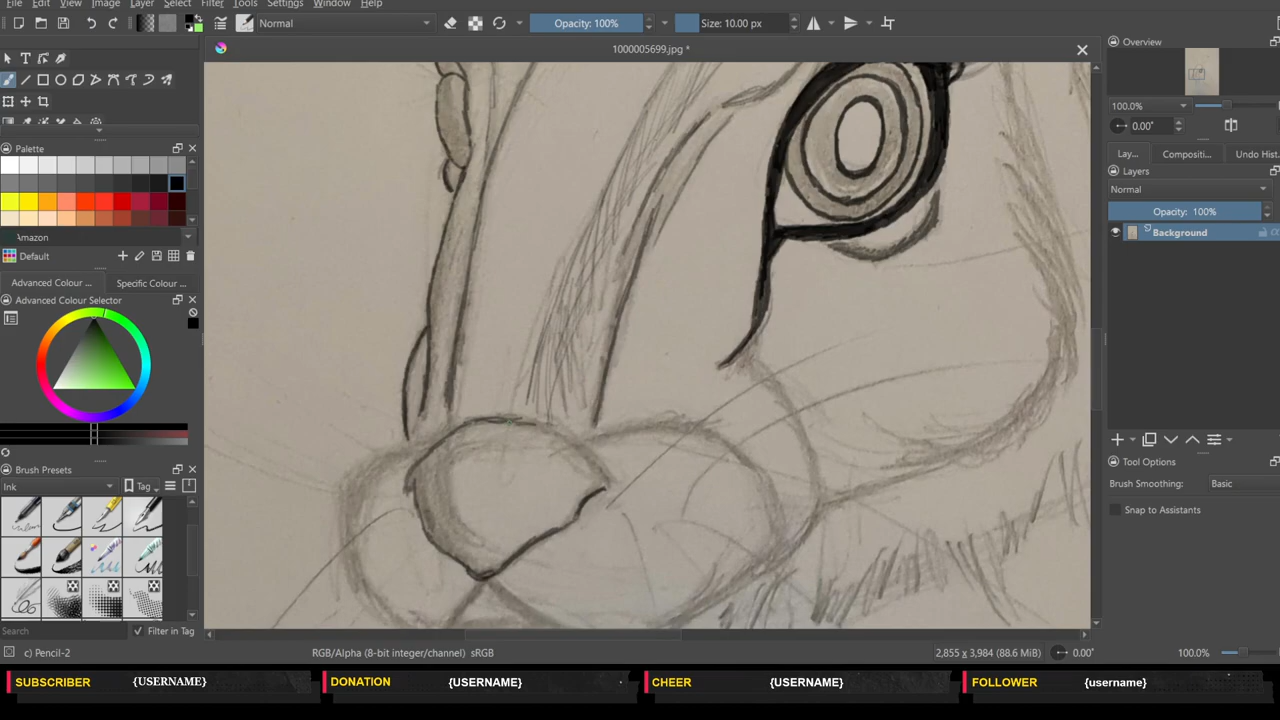 File Edit View Image Layer Select Filter Tools Settings Window Help
Normal Opacity: 100% Size: 10.00 px
1000005699.jpg *
Overview
100.0%
0.00°
Palette
Lay... Compositi... Undo Hist...
Layers
Normal
Opacity: 100%
Background
Amazon
Default
Advanced Colour ... Specific Colour ...
Advanced Colour Selector
Brush Presets
Ink Tag
Tool Options
Brush Smoothing: Basic
Snap to Assistants
Search Filter in Tag
c) Pencil-2 RGB/Alpha (8-bit integer/channel) sRGB 2,855 x 3,984 (88.6 MiB) 0.00° 100.0%
SUBSCRIBER {USERNAME} DONATION {USERNAME} CHEER {USERNAME} FOLLOWER {username}